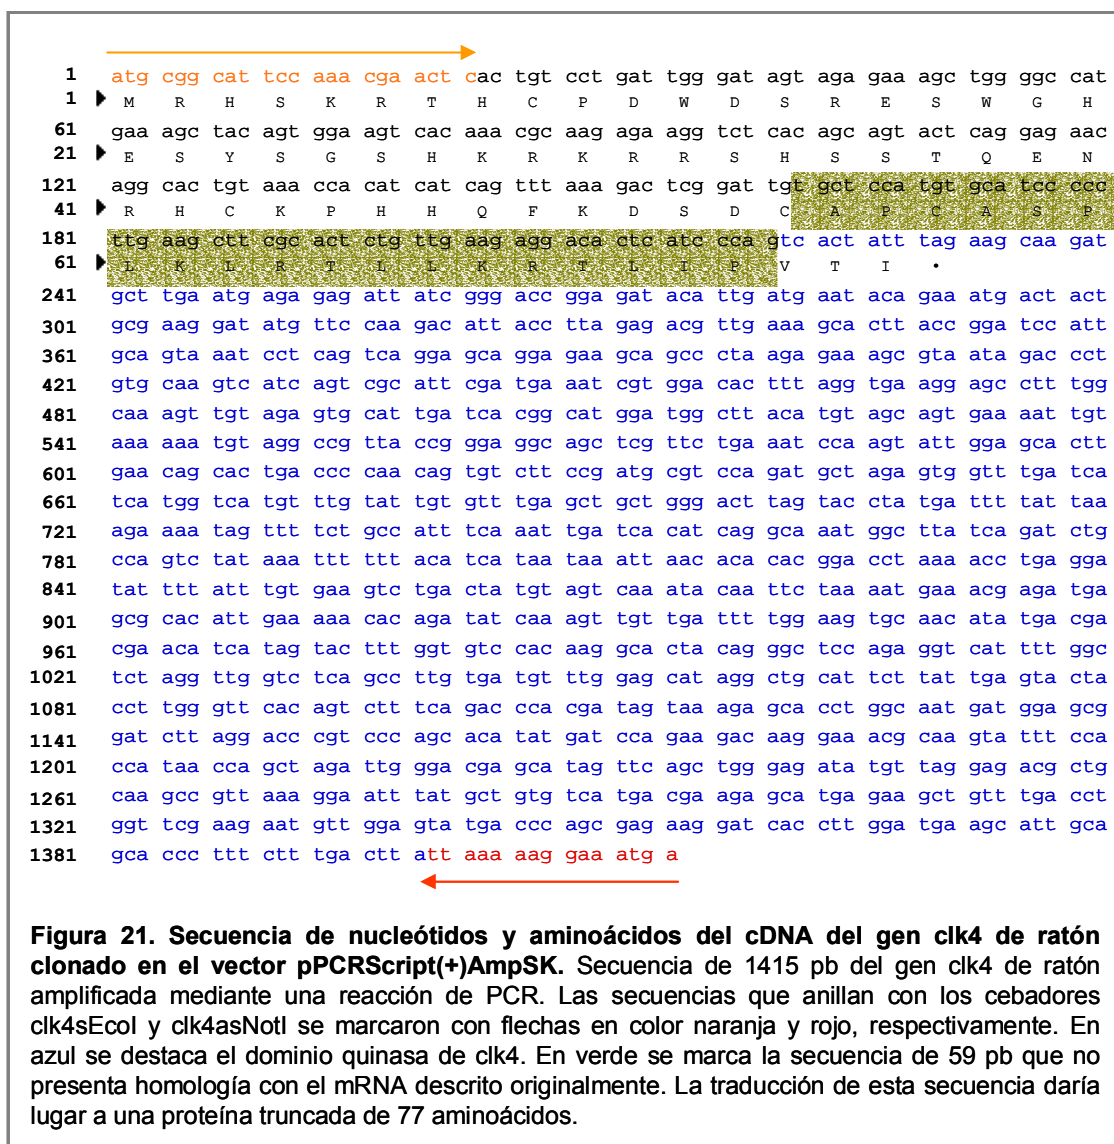 1 atg cgg cat tcc aaa cga act cac tgt cct gat tgg gat agt aga gaa agc tgg ggc cat
1 M R H S K R T H C P D W D S R E S W G H
61 gaa agc tac agt gga agt cac aaa cgc aag aga agg tct cac agc agt act cag gag aac
21 E S Y S G S H K R K R R S H S S T Q E N
121 agg cac tgt aaa cca cat cat cag ttt aaa gac tcg gat tgt gct cca tgt gca tcc ccc
41 R H C K P H H Q F K D S D C A P C A S P
181 ttg aag ctt cgc act ctg ttg aag agg aca ctc atc cca gtc act att tag aag caa gat
61 L K L R T L L K R T L I P V T I •
241 gct tga atg aga gag att atc ggg acc gga gat aca ttg atg aat aca gaa atg act act
301 gcg aag gat atg ttc caa gac att acc tta gag acg ttg aaa gca ctt acc gga tcc att
361 gca gta aat cct cag tca gga gca gga gaa gca gcc cta aga gaa agc gta ata gac cct
421 gtg caa gtc atc agt cgc att cga tga aat cgt gga cac ttt agg tga agg agc ctt tgg
481 caa agt tgt aga gtg cat tga tca cgg cat gga tgg ctt aca tgt agc agt gaa aat tgt
541 aaa aaa tgt agg ccg tta ccg gga ggc agc tcg ttc tga aat cca agt att gga gca ctt
601 gaa cag cac tga ccc caa cag tgt ctt ccg atg cgt cca gat gct aga gtg gtt tga tca
661 tca tgg tca tgt ttg tat tgt gtt tga gct gct ggg act tag tac cta tga ttt tat taa
721 aga aaa tag ttt tct gcc att tca aat tga tca cat cag gca aat ggc tta tca gat ctg
781 cca gtc tat aaa ttt ttt aca tca taa taa att aac aca cac gga cct aaa acc tga gga
841 tat ttt att tgt gaa gtc tga cta tgt agt caa ata caa ttc taa aat gaa acg aga tga
901 gcg cac att gaa aaa cac aga tat caa agt tgt tga ttt tgg aag tgc aac ata tga cga
961 cga aca tca tag tac ttt ggt gtc cac aag gca cta cag ggc tcc aga ggt cat ttt ggc
1021 tct agg ttg gtc tca gcc ttg tga tgt ttg gag cat agg ctg cat tct tat tga gta cta
1081 cct tgg gtt cac agt ctt tca gac cca cga tag taa aga gca cct ggc aat gat gga gcg
1141 gat ctt agg acc cgt ccc agc aca tat gat cca gaa gac aag gaa acg caa gta ttt cca
1201 cca taa cca gct aga ttg gga cga gca tag ttc agc tgg gag ata tgt tag gag acg ctg
1261 caa gcc gtt aaa gga att tat gct gtg tca tga cga aga gca tga gaa gct gtt tga cct
1321 ggt tcg aag aat gtt gga gta tga ccc agc gag aag gat cac ctt gga tga agc att gca
1381 gca ccc ttt ctt tga ctt att aaa aag gaa atg a
Figura 21. Secuencia de nucleótidos y aminoácidos del cDNA del gen clk4 de ratón
clonado en el vector pPCRScript(+)AmpSK. Secuencia de 1415 pb del gen clk4 de ratón
amplificada mediante una reacción de PCR. Las secuencias que anillan con los cebadores
clk4sEcoI y clk4asNotI se marcaron con flechas en color naranja y rojo, respectivamente. En
azul se destaca el dominio quinasa de clk4. En verde se marca la secuencia de 59 pb que no
presenta homología con el mRNA descrito originalmente. La traducción de esta secuencia daría
lugar a una proteína truncada de 77 aminoácidos.